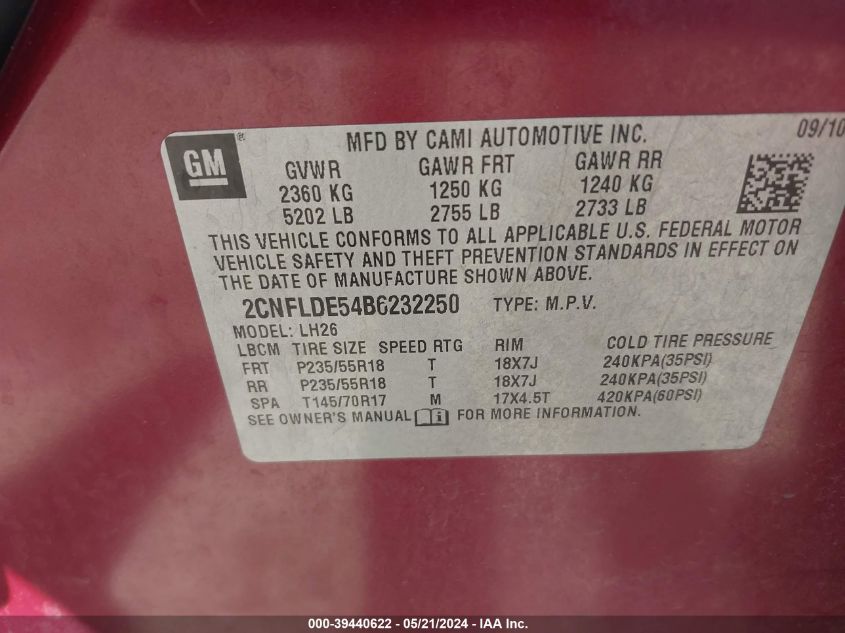 GM
®
MFD BY CAMI AUTOMOTIVE INC.
09/10
GVWR GAWR FRT GAWR RR
2360 KG 1250 KG 1240 KG
5202 LB 2755 LB 2733 LB
THIS VEHICLE CONFORMS TO ALL APPLICABLE U.S. FEDERAL MOTOR
VEHICLE SAFETY AND THEFT PREVENTION STANDARDS IN EFFECT ON
THE DATE OF MANUFACTURE SHOWN ABOVE.
2CNFLDE54B6232250 TYPE: M.P.V.
MODEL: LH26
LBCM TIRE SIZE SPEED RTG RIM COLD TIRE PRESSURE
FRT P235/55R18 T 18X7J 240KPA(35PSI)
RR P235/55R18 T 18X7J 240KPA(35PSI)
SPA T145/70R17 M 17X4.5T 420KPA(60PSI)
SEE OWNER'S MANUAL i FOR MORE INFORMATION.
000-39440622 / 05/21/2024 - IAA Inc.